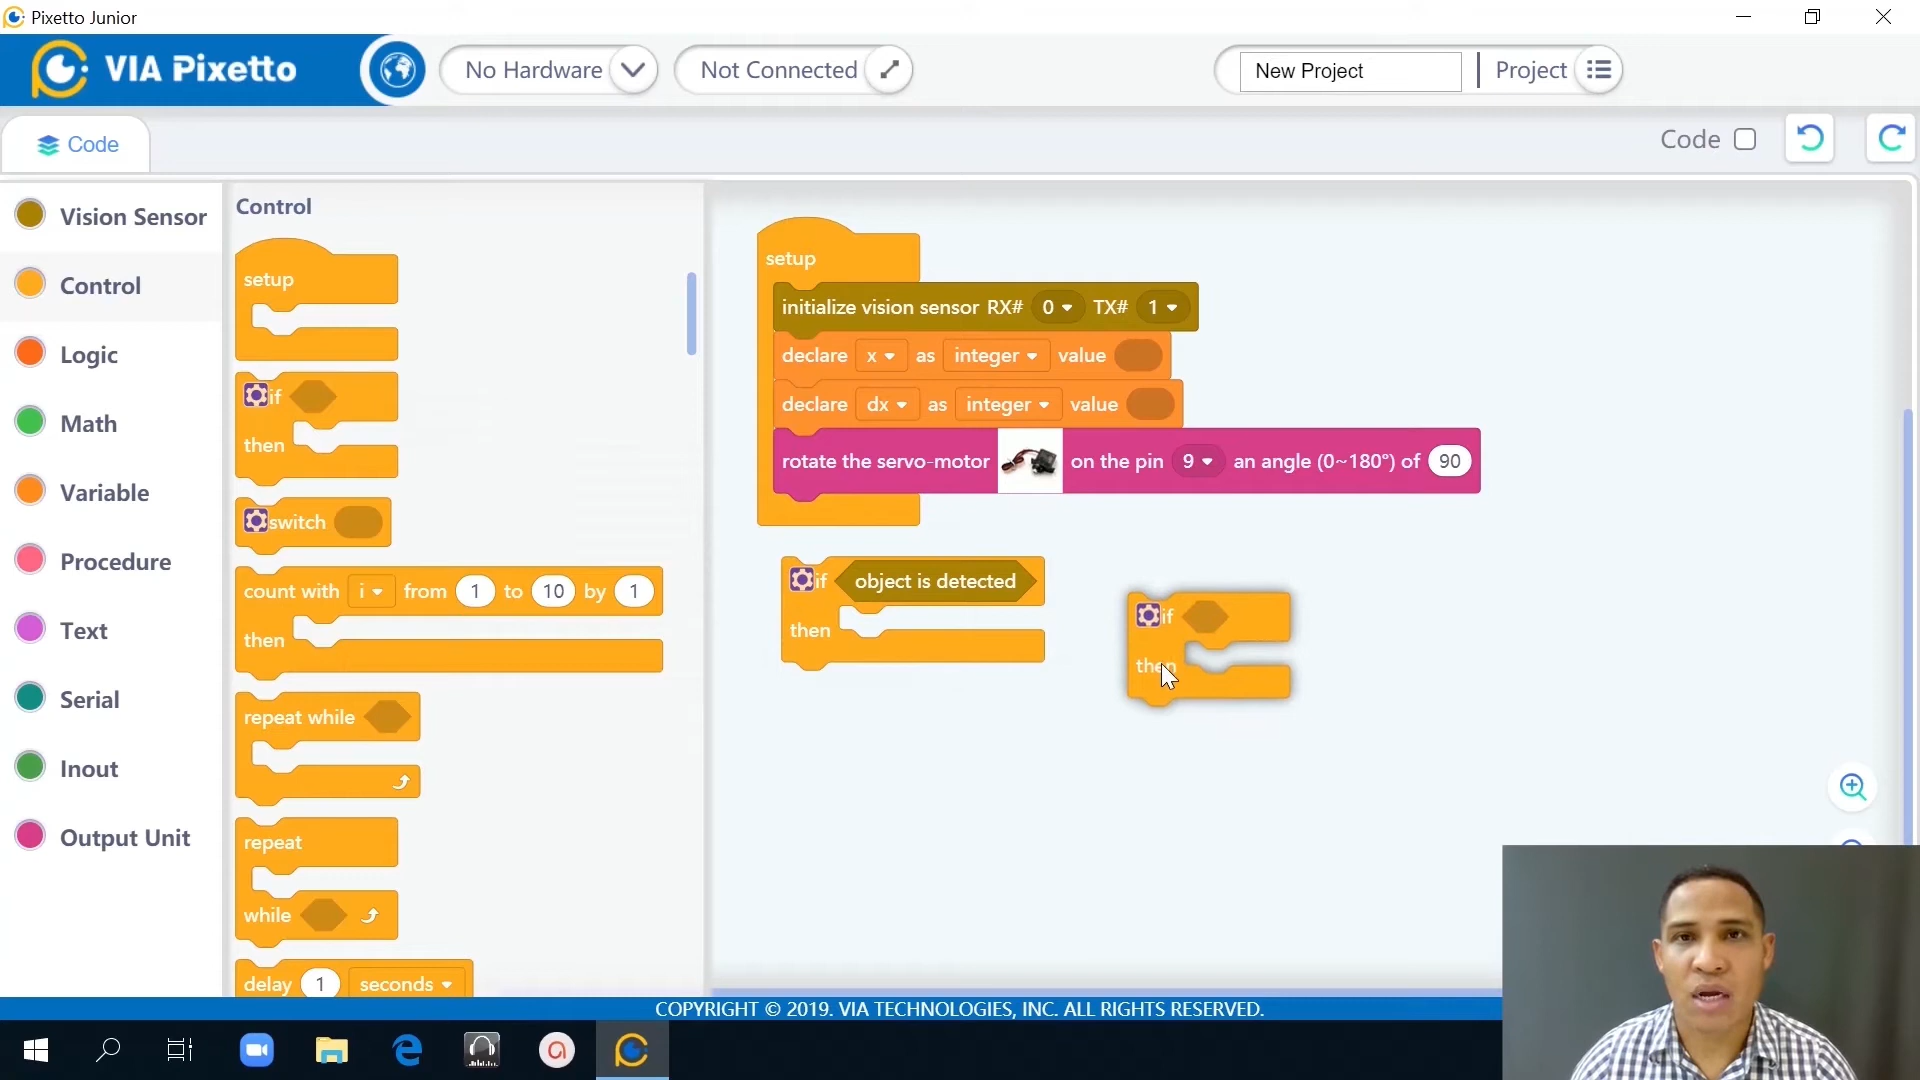 Pixetto Junior
VIA Pixetto
No Hardware
Not Connected
New Project
Project
Code
Code
Vision Sensor
Control
Logic
Math
Variable
Procedure
Text
Serial
Inout
Output Unit
Control
setup
if
then
switch
count with i from 1 to 10 by 1
then
repeat while
repeat
while
delay 1 seconds
setup
initialize vision sensor RX# 0 TX# 1
declare x as integer value
declare dx as integer value
rotate the servo-motor on the pin 9 an angle (0~180°) of 90
if object is detected
then
if
then
COPYRIGHT © 2019. VIA TECHNOLOGIES, INC. ALL RIGHTS RESERVED.